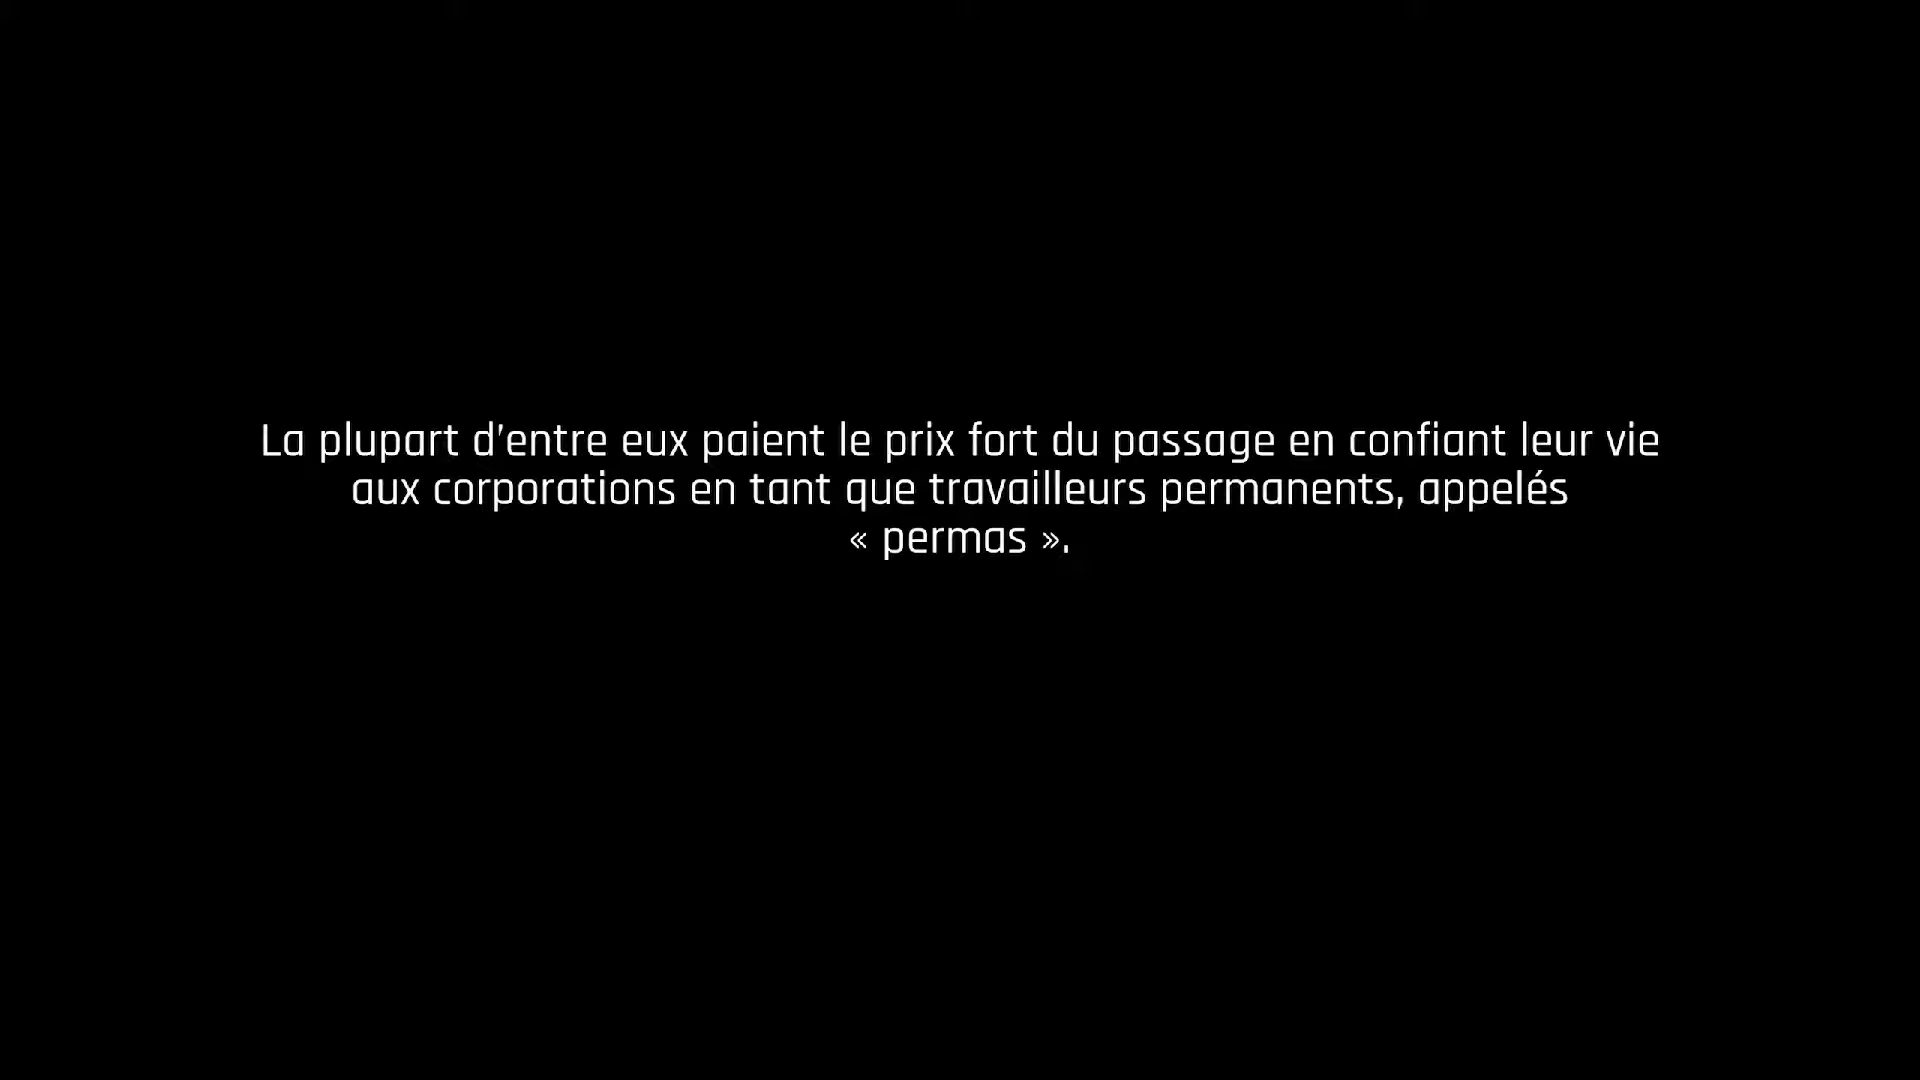 La plupart d’entre eux paient le prix fort du passage en confiant leur vie
aux corporations en tant que travailleurs permanents, appelés
« permas ».